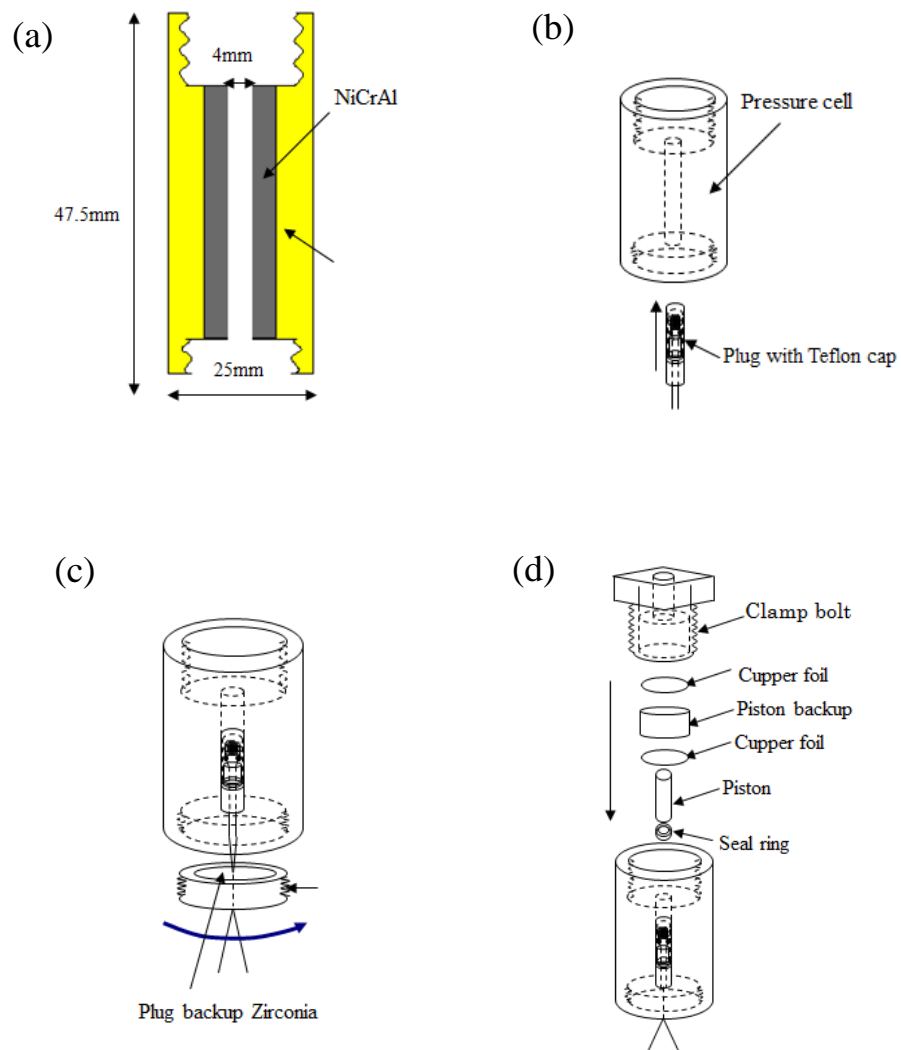 (a)
4mm
NiCrAl
47.5mm
25mm
(b)
Pressure cell
Plug with Teflon cap
(c)
Plug backup Zirconia
(d)
Clamp bolt
Cupper foil
Piston backup
Cupper foil
Piston
Seal ring